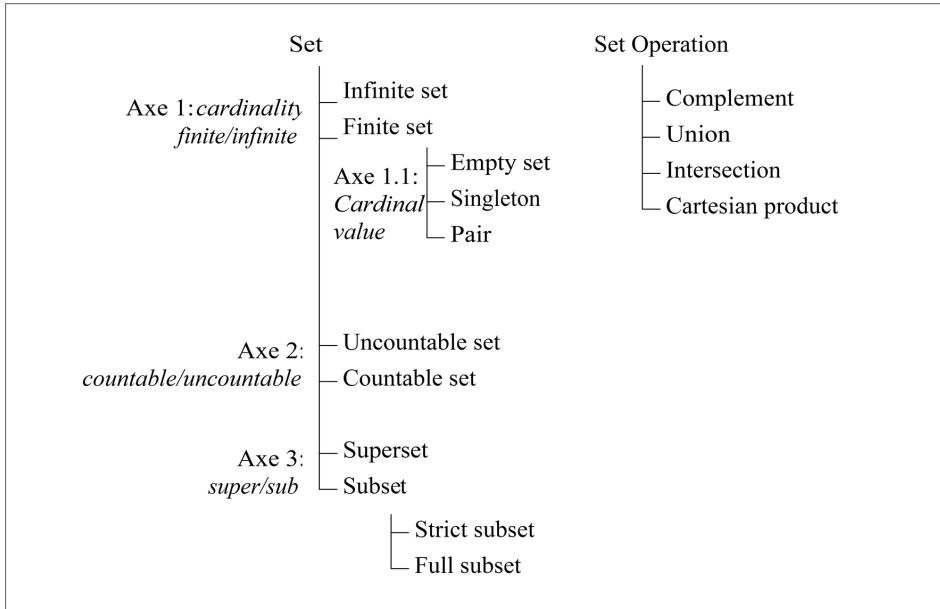 Set
Axe 1: cardinality
finite/infinite
Infinite set
Finite set
Axe 1.1:
Cardinal
value
Empty set
Singleton
Pair
Axe 2:
countable/uncountable
Uncountable set
Countable set
Axe 3:
super/sub
Superset
Subset
Strict subset
Full subset
Set Operation
Complement
Union
Intersection
Cartesian product